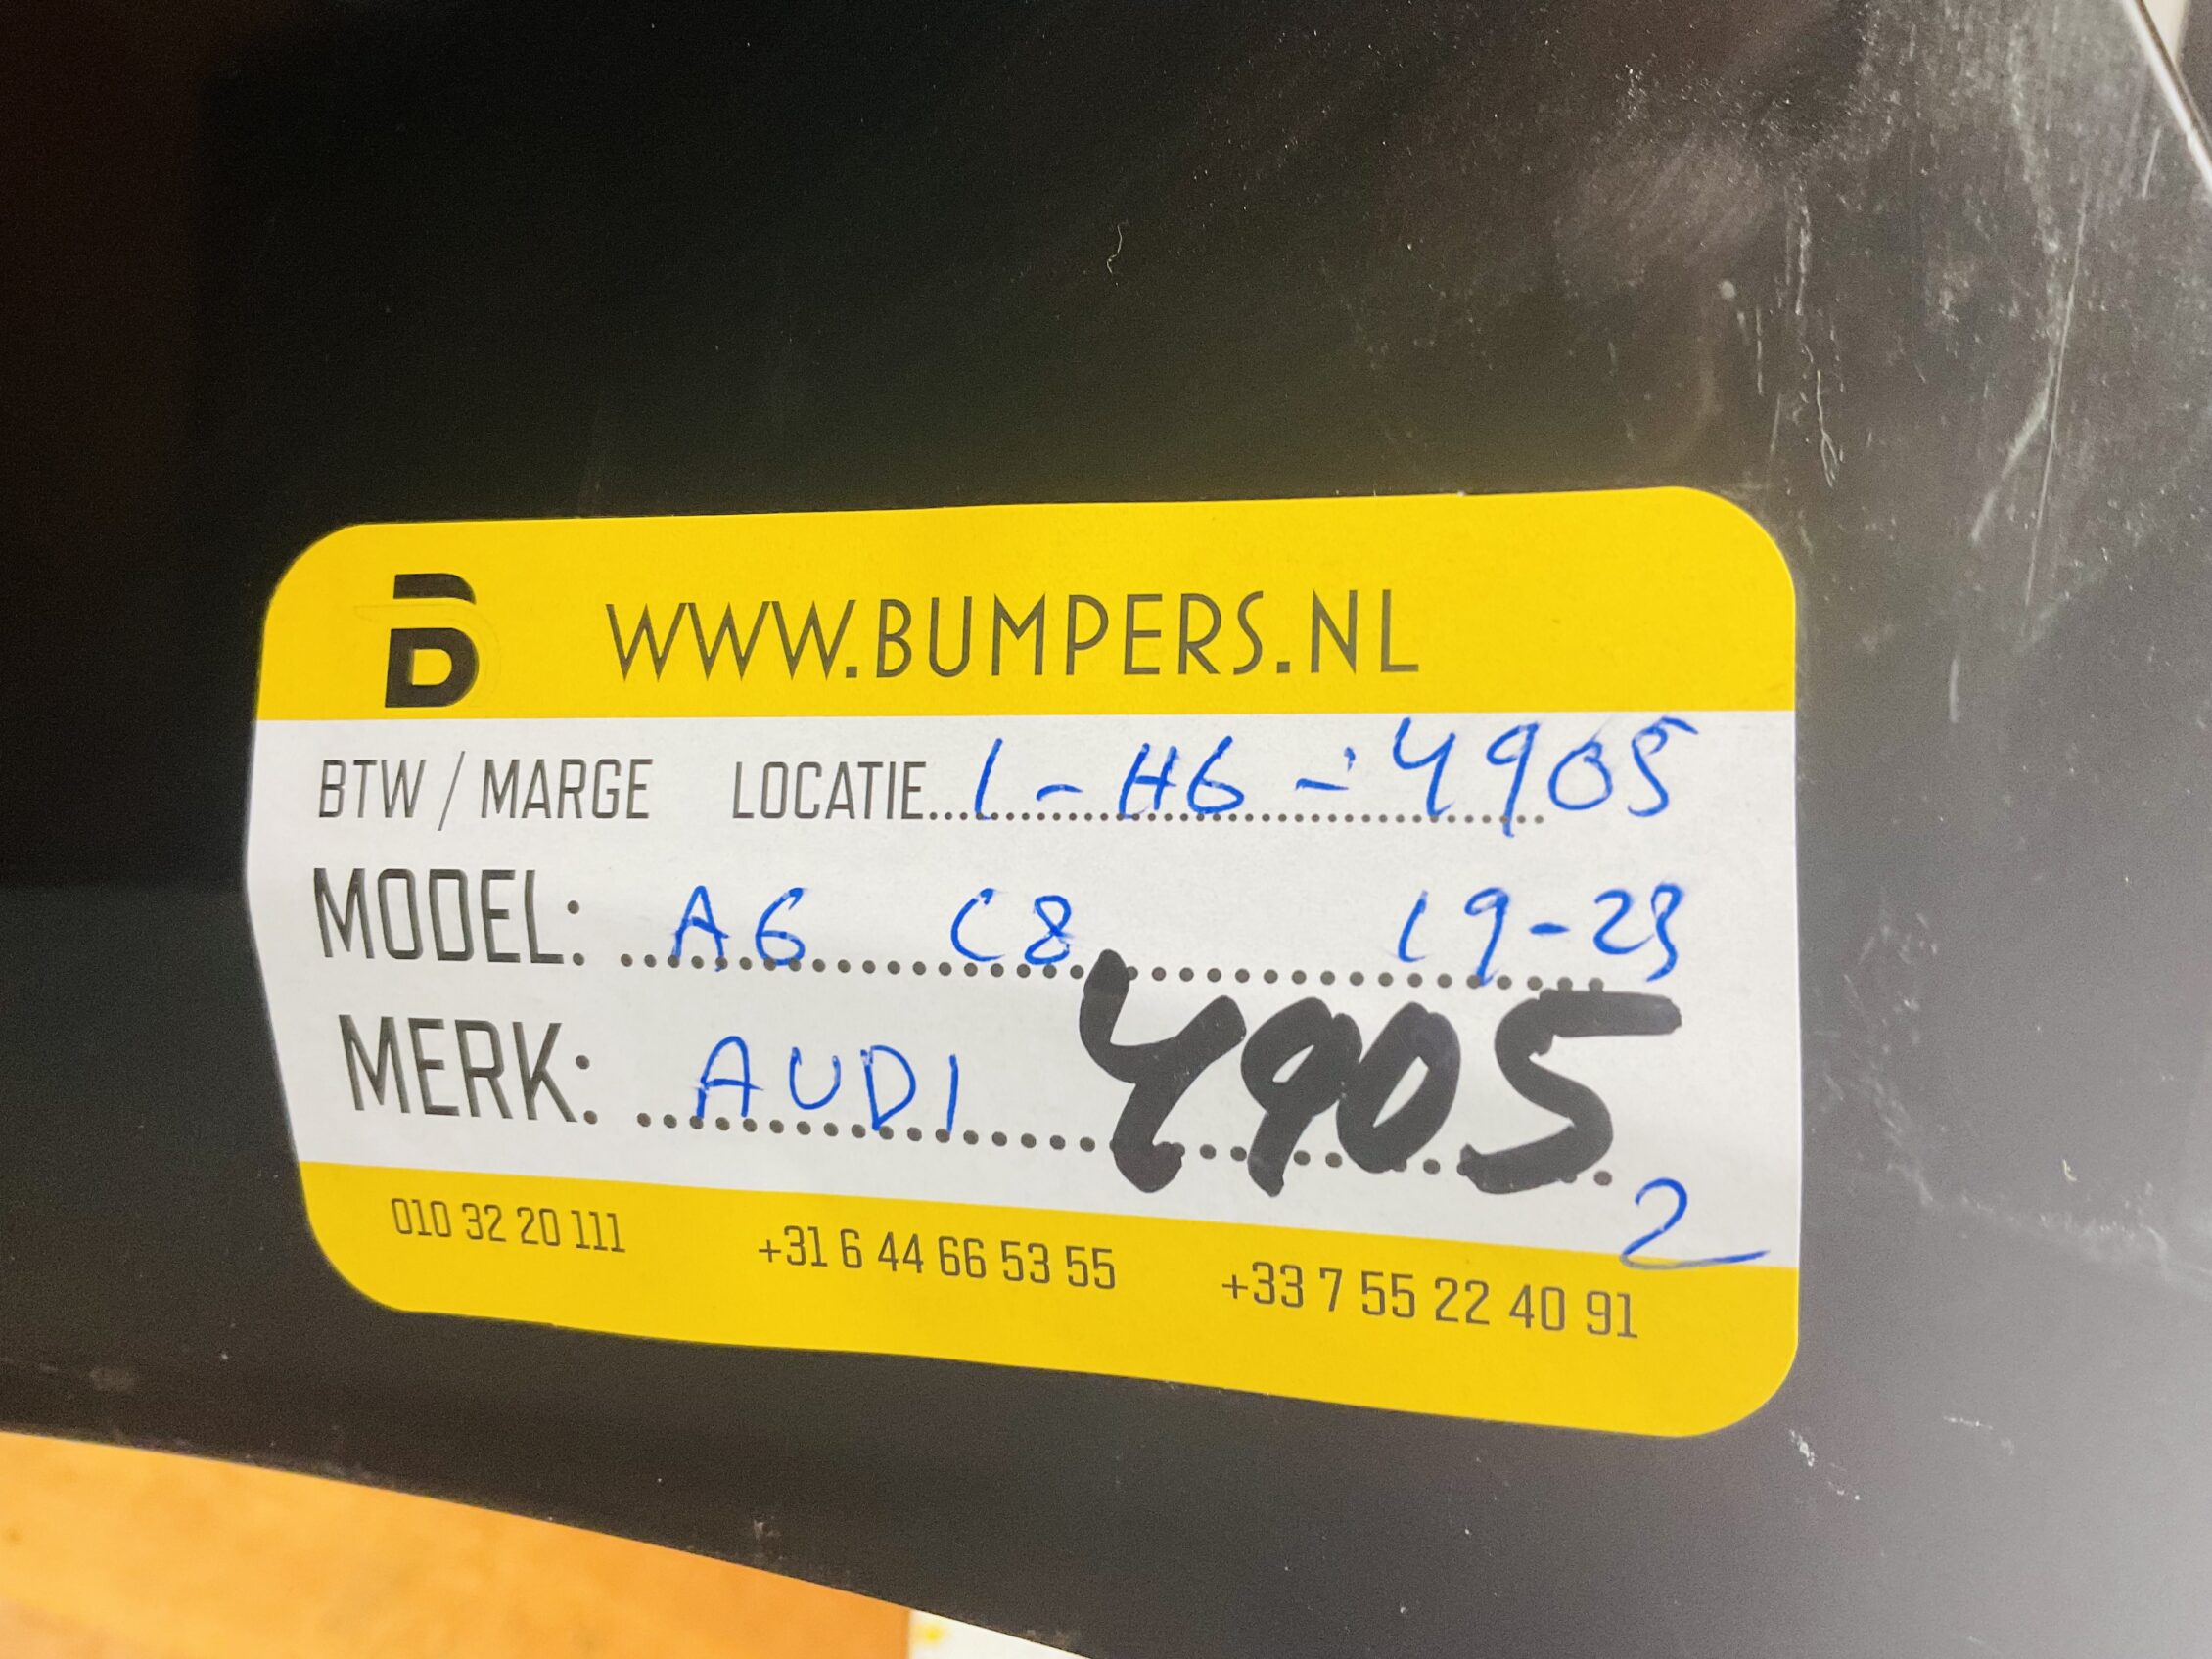 B WWW.BUMPERS.NL
BTW / MARGE LOCATIE... 1 - H6 - 4905
MODEL: A6 C8 19-23
MERK: AUDI 4905
2
010 32 20 111 +31 6 44 66 53 55 +33 7 55 22 40 91